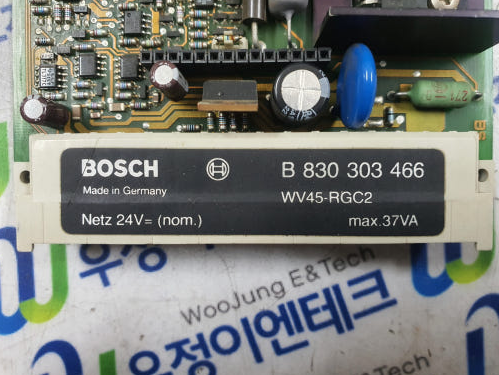 BOSCH
Made in Germany
Netz 24V= (nom.)
B 830 303 466
WV45-RGC2
max.37VA
WooJung E&Tech
우정이엔테크